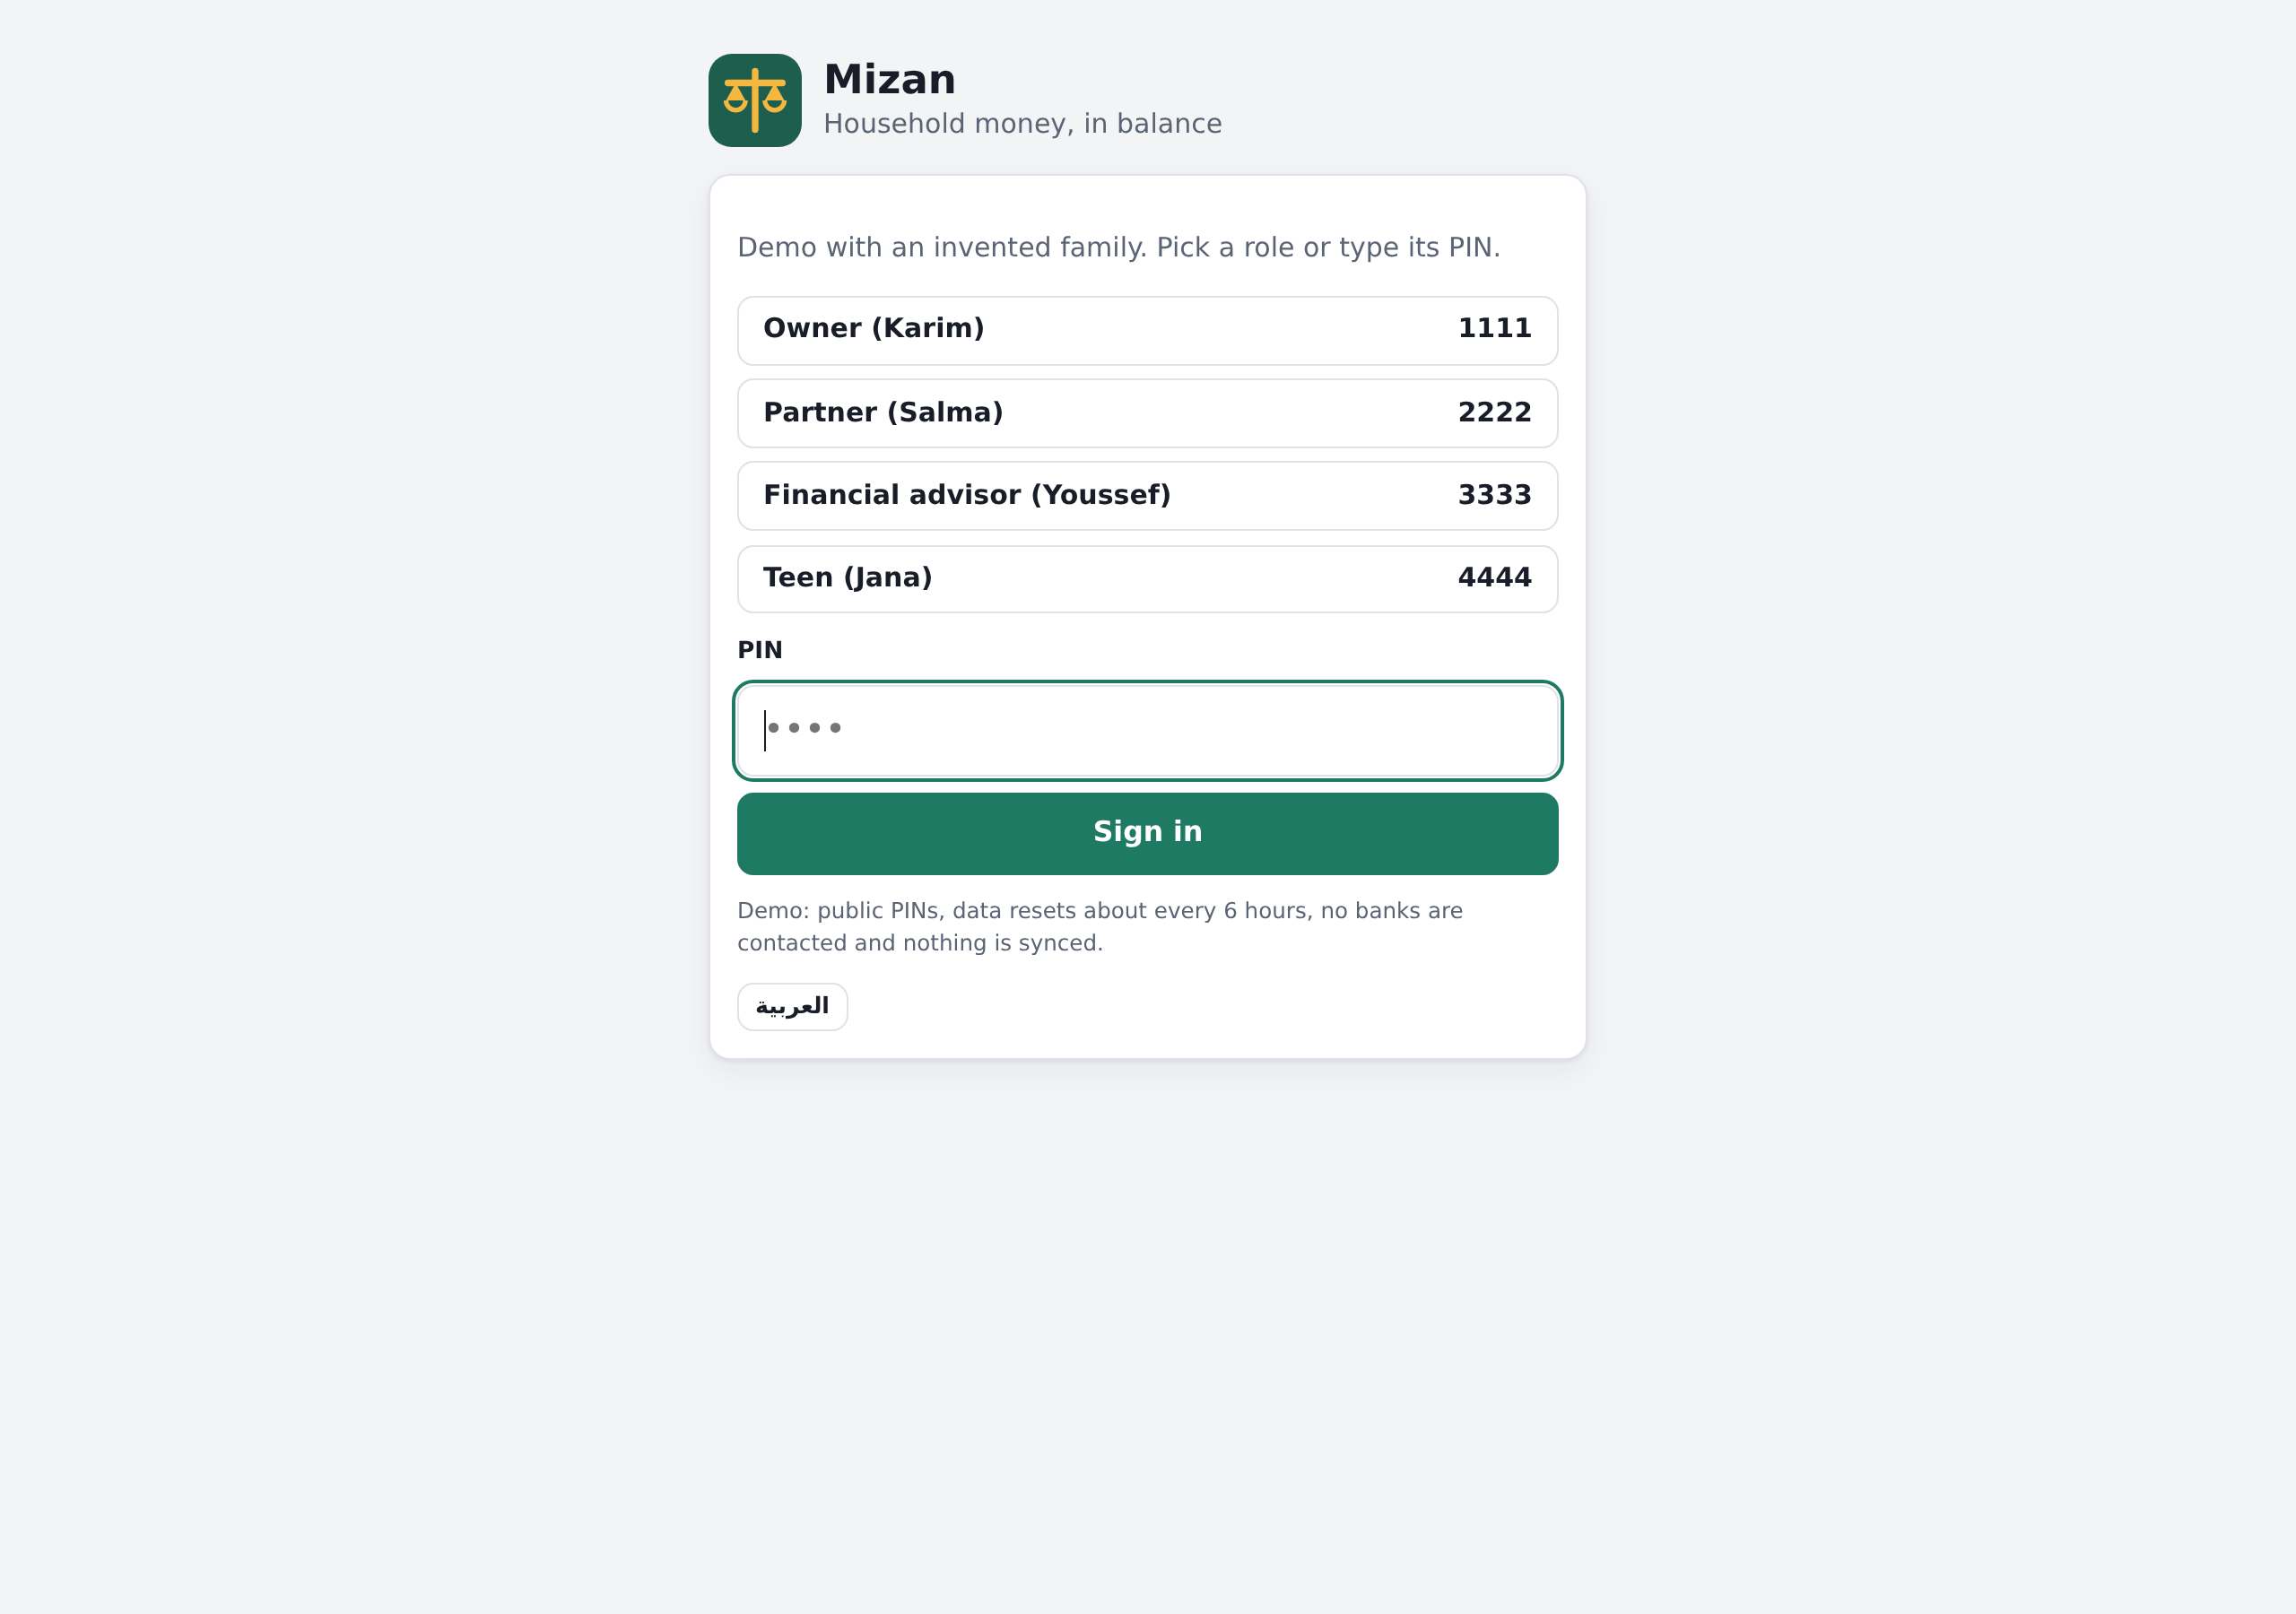 Mizan
Household money, in balance
Demo with an invented family. Pick a role or type its PIN.
Owner (Karim) 1111
Partner (Salma) 2222
Financial advisor (Youssef) 3333
Teen (Jana) 4444
PIN
••••
Sign in
Demo: public PINs, data resets about every 6 hours, no banks are
contacted and nothing is synced.
العربية